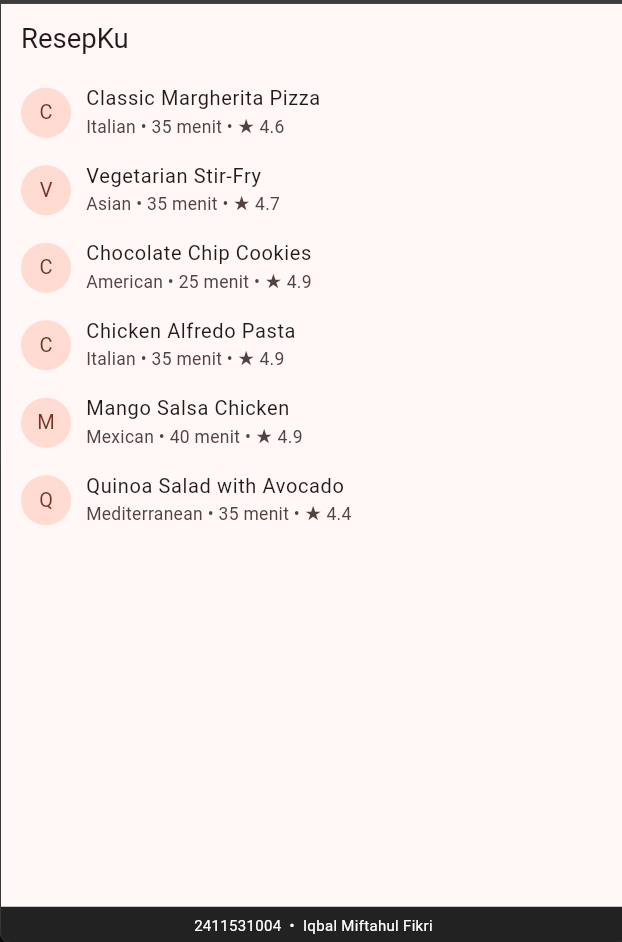 ResepKu
C
Classic Margherita Pizza
Italian • 35 menit • ★ 4.6
V
Vegetarian Stir-Fry
Asian • 35 menit • ★ 4.7
C
Chocolate Chip Cookies
American • 25 menit • ★ 4.9
C
Chicken Alfredo Pasta
Italian • 35 menit • ★ 4.9
M
Mango Salsa Chicken
Mexican • 40 menit • ★ 4.9
Q
Quinoa Salad with Avocado
Mediterranean • 35 menit • ★ 4.4
2411531004 • Iqbal Miftahul Fikri